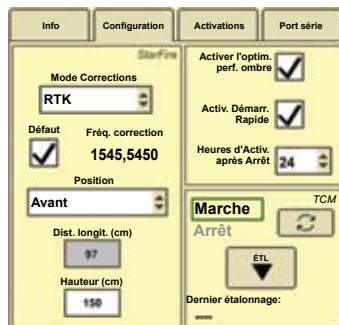 Info
Configuration
Activations
Port série
StarFire
Mode Corrections
RTK
Défaut
Fréq. correction
1545,5450
Position
Avant
Dist. longit. (cm)
97
Hauteur (cm)
150
Activer l'optim.
perf. ombre
Activ. Démarr.
Rapide
Heures d'Activ.
après Arrêt
24
TCM
Marche
Arrêt
ÉTL
Dernier étalonnage:
---